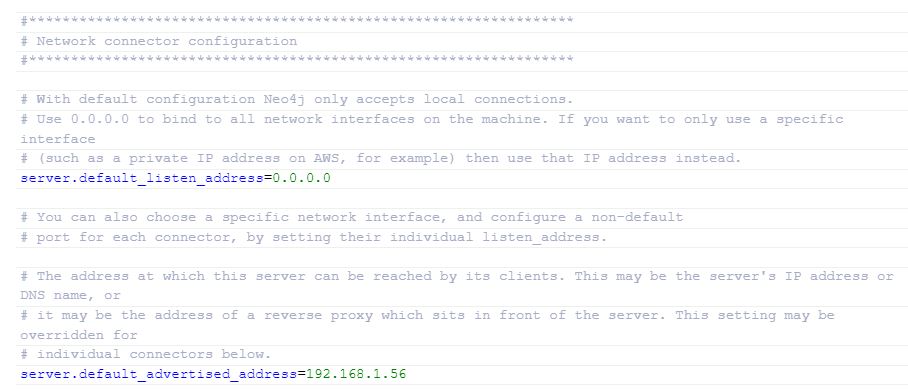 #*****************************************************************
# Network connector configuration
#*****************************************************************
# With default configuration Neo4j only accepts local connections.
# Use 0.0.0.0 to bind to all network interfaces on the machine. If you want to only use a specific
interface
# (such as a private IP address on AWS, for example) then use that IP address instead.
server.default_listen_address=0.0.0.0
# You can also choose a specific network interface, and configure a non-default
# port for each connector, by setting their individual listen_address.
# The address at which this server can be reached by its clients. This may be the server's IP address or
DNS name, or
# it may be the address of a reverse proxy which sits in front of the server. This setting may be
overridden for
# individual connectors below.
server.default_advertised_address=192.168.1.56